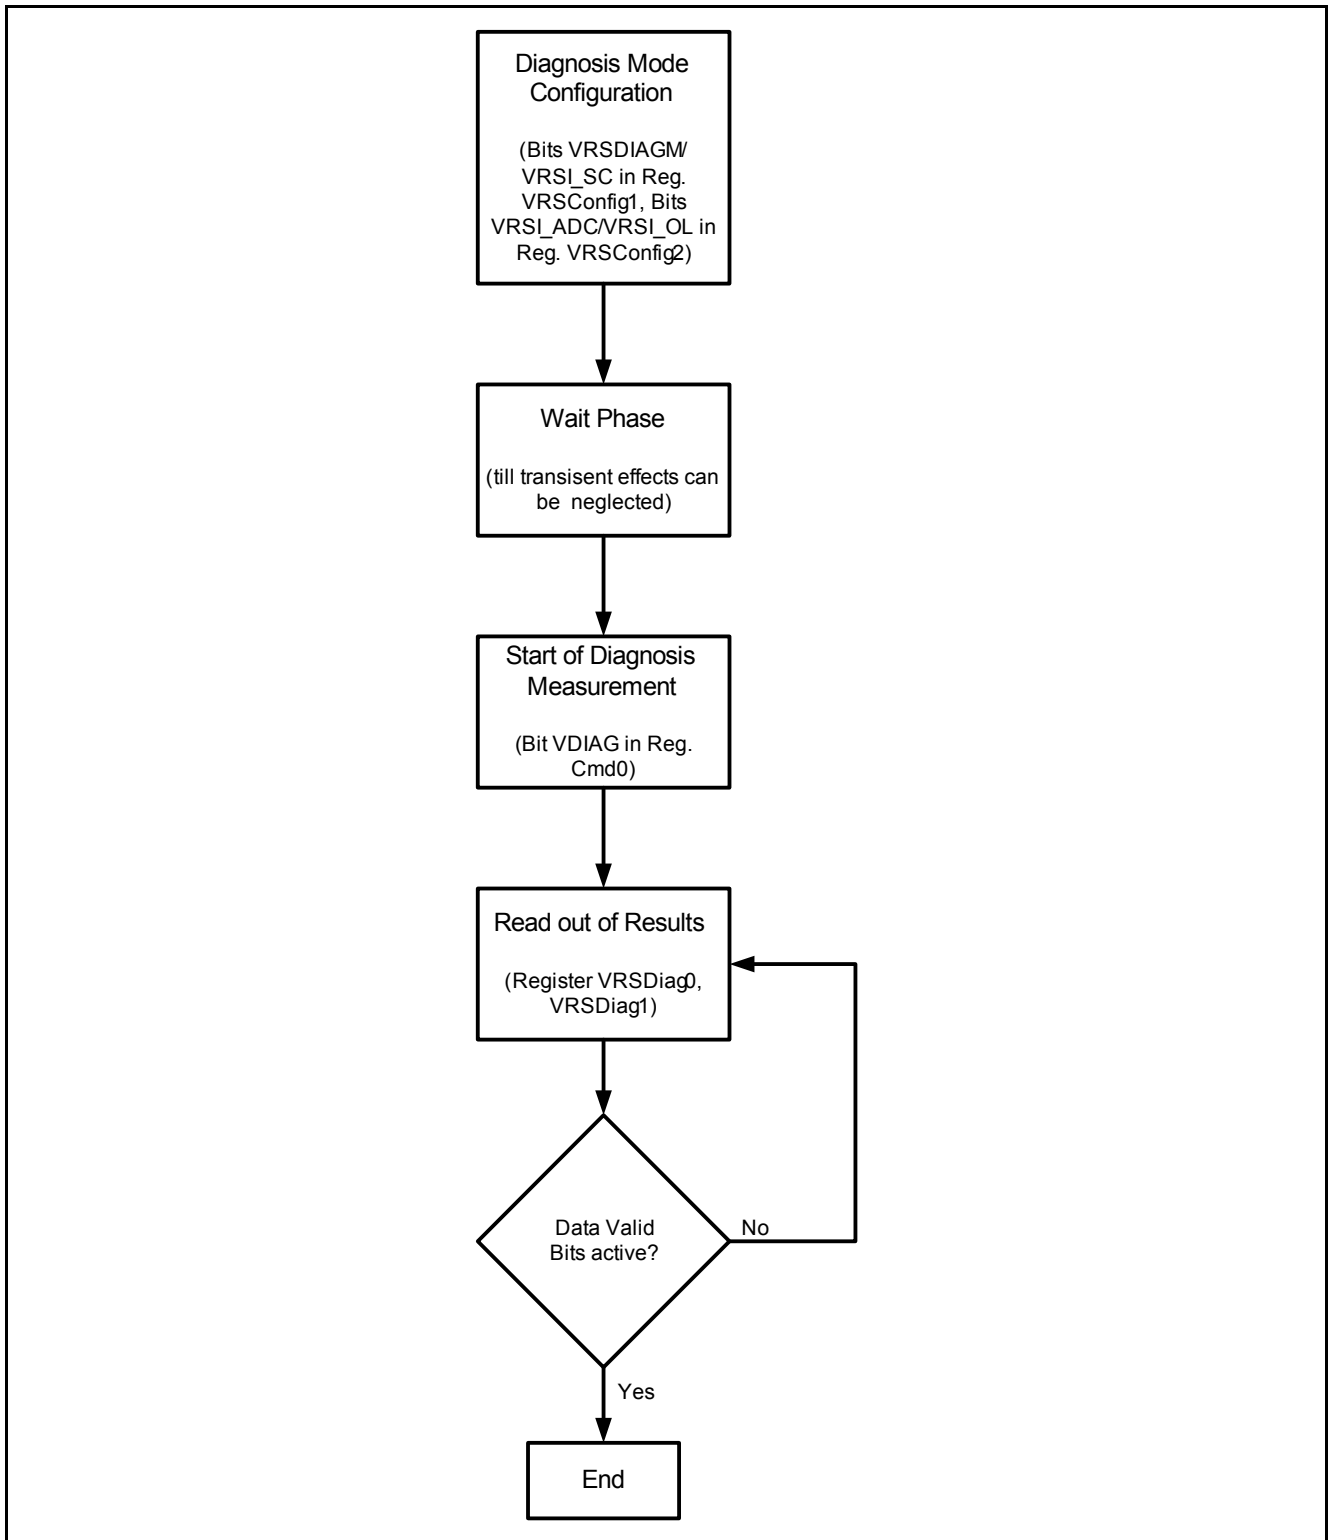 Diagnosis Mode
Configuration
(Bits VRSDIAGM/
VRSI_SC in Reg.
VRSConfig1, Bits
VRSI_ADC/VRSI_OL in
Reg. VRSConfig2)
Wait Phase
(till transisent effects can
be neglected)
Start of Diagnosis
Measurement
(Bit VDIAG in Reg.
Cmd0)
Read out of Results
(Register VRSDiag0,
VRSDiag1)
Data Valid
Bits active?
No
Yes
End